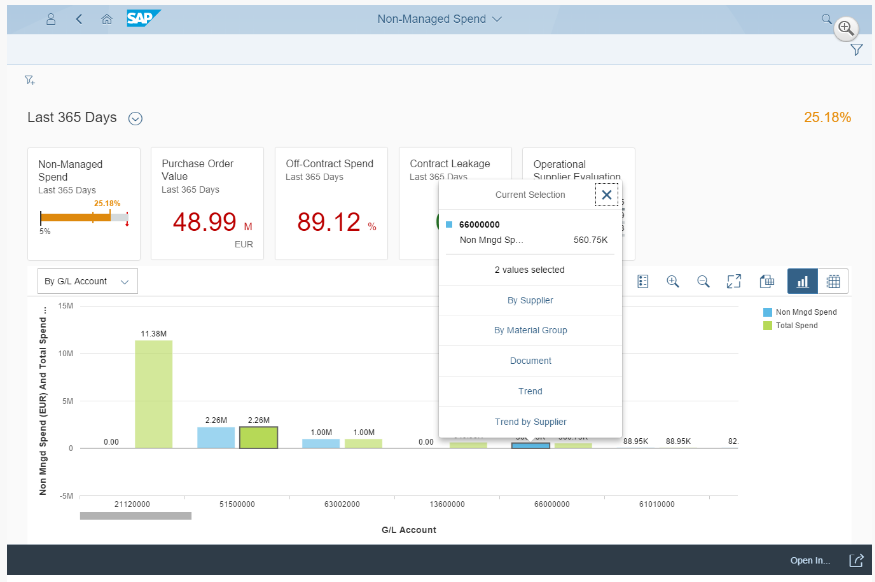 SAP
Non-Managed Spend
Last 365 Days
25.18%
Non-Managed
Spend
Last 365 Days
25.18%
5%
Purchase Order
Value
Last 365 Days
48.99 M
EUR
Off-Contract Spend
Last 365 Days
89.12 %
Contract Leakage
Last 365 Days
Operational
Supplier Evaluation
Current Selection
66000000
Non Mngd Sp... 560.75K
2 values selected
By Supplier
By Material Group
Document
Trend
Trend by Supplier
By G/L Account
Non Mngd Spend
Total Spend
Non Mngd Spend (EUR) And Total Spend ...
15M
10M
5M
0
-5M
0.00
11.38M
2.26M
2.26M
1.00M
1.00M
0.00
88.95K
88.95K
82.
21120000
51500000
63002000
13600000
66000000
61010000
G/L Account
Open In...